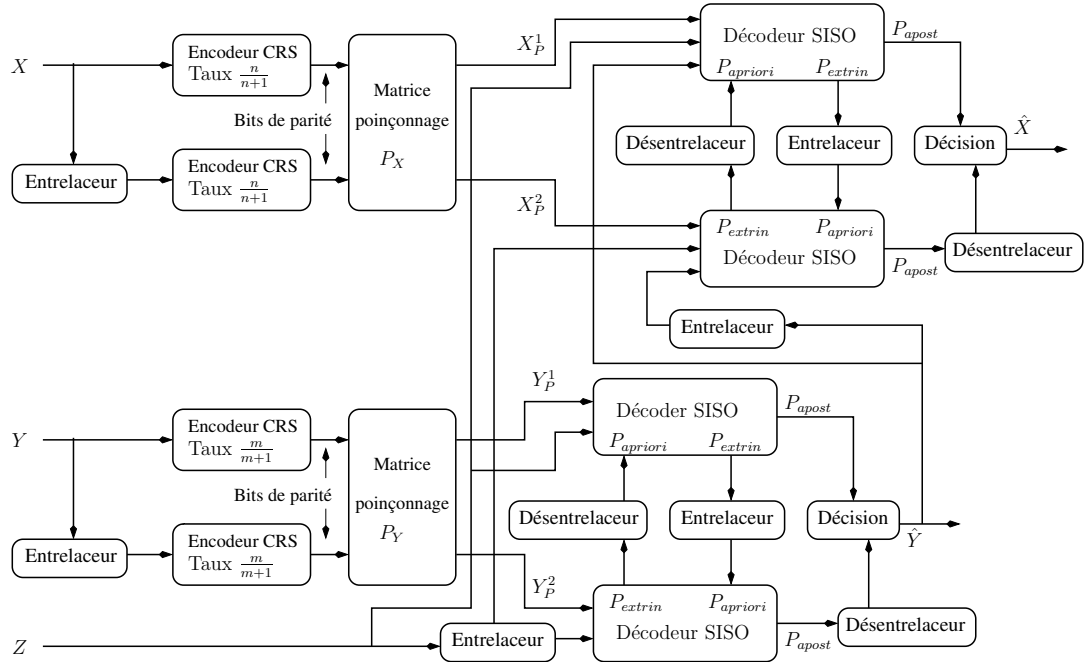 X
Encodeur CRS
Taux n/(n+1)
Bits de parité
Entrelaceur
Encodeur CRS
Taux n/(n+1)
Matrice
poinçonnage
P_X
X_P^1
X_P^2
Décodeur SISO
P_apriori P_extrin
P_apost
Désentrelaceur
Entrelaceur
Décision
X̂
P_extrin P_apriori
Décodeur SISO
P_apost
Désentrelaceur
Entrelaceur
Y
Encodeur CRS
Taux m/(m+1)
Bits de parité
Entrelaceur
Encodeur CRS
Taux m/(m+1)
Matrice
poinçonnage
P_Y
Y_P^1
Y_P^2
Décoder SISO
P_apriori P_extrin
P_apost
Désentrelaceur
Entrelaceur
Décision
Ŷ
P_extrin P_apriori
Décodeur SISO
P_apost
Désentrelaceur
Z
Entrelaceur